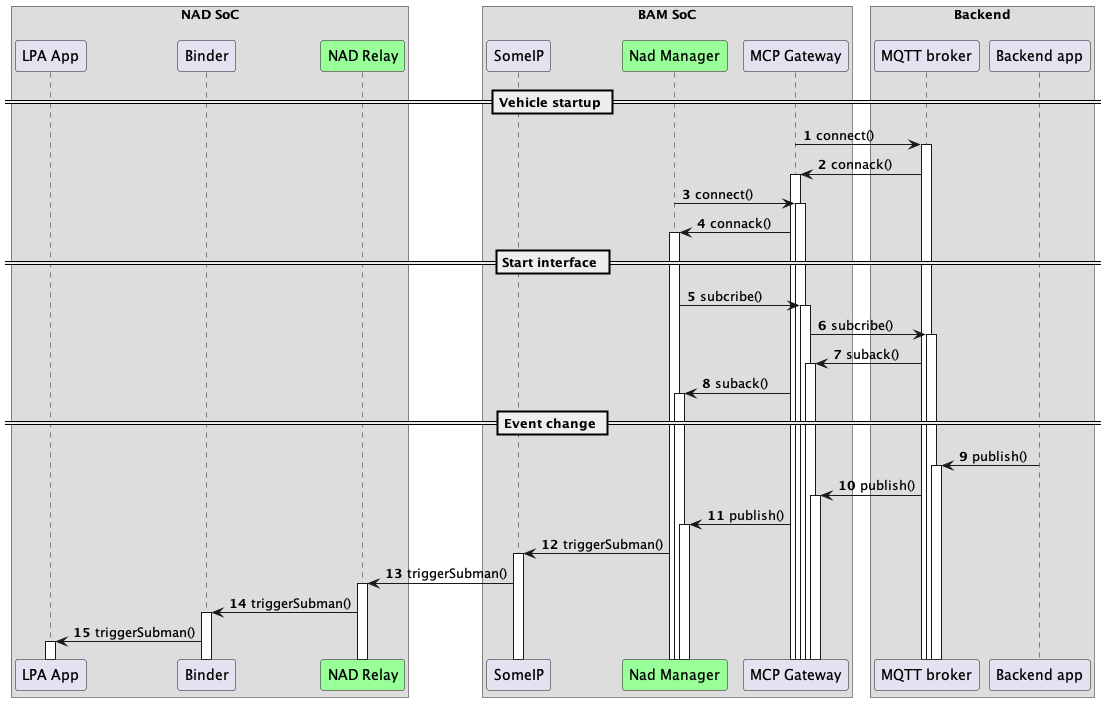 NAD SoC
BAM SoC
Backend
LPA App
Binder
NAD Relay
SomeIP
Nad Manager
MCP Gateway
MQTT broker
Backend app
Vehicle startup
1 connect()
2 connack()
3 connect()
4 connack()
Start interface
5 subcribe()
6 subcribe()
7 suback()
8 suback()
Event change
9 publish()
10 publish()
11 publish()
12 triggerSubman()
13 triggerSubman()
14 triggerSubman()
15 triggerSubman()
LPA App
Binder
NAD Relay
SomeIP
Nad Manager
MCP Gateway
MQTT broker
Backend app